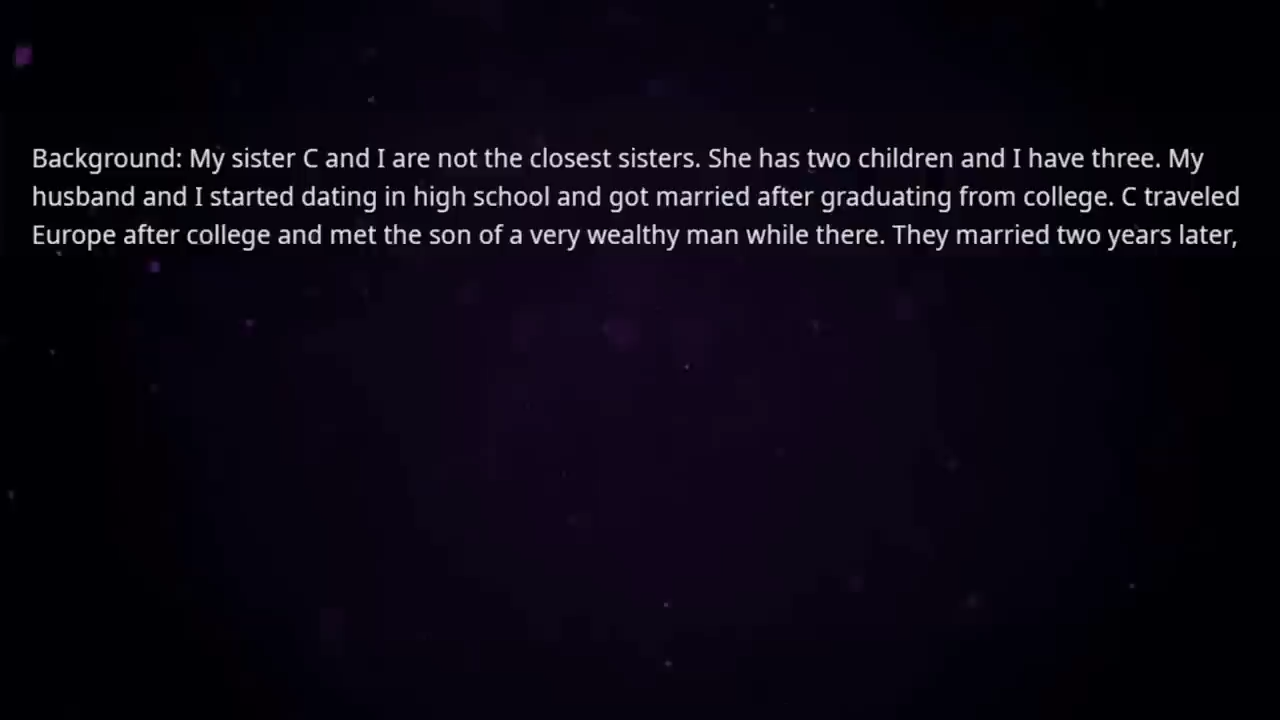 Background: My sister C and I are not the closest sisters. She has two children and I have three. My
husband and I started dating in high school and got married after graduating from college. C traveled
Europe after college and met the son of a very wealthy man while there. They married two years later,